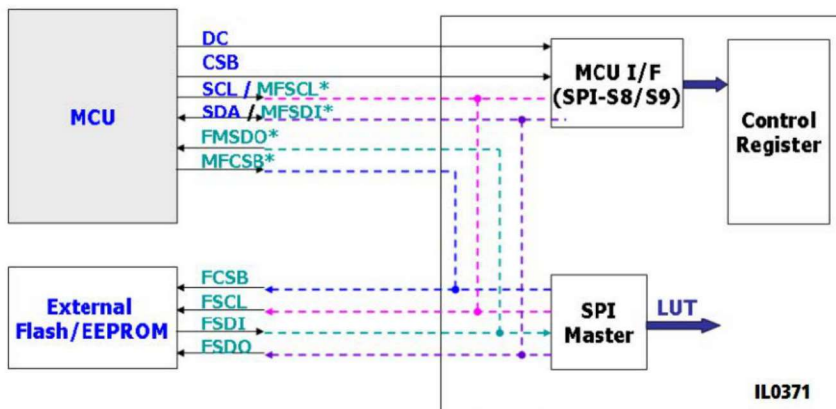 MCU
DC
CSB
SCL / MFSCL*
SDA / MFSDI*
FMSDO*
MFCSB*
MCU I/F
(SPI-S8/S9)
Control
Register
External
Flash/EEPROM
FCSB
FSCL
FSDI
FSDO
SPI
Master
LUT
IL0371